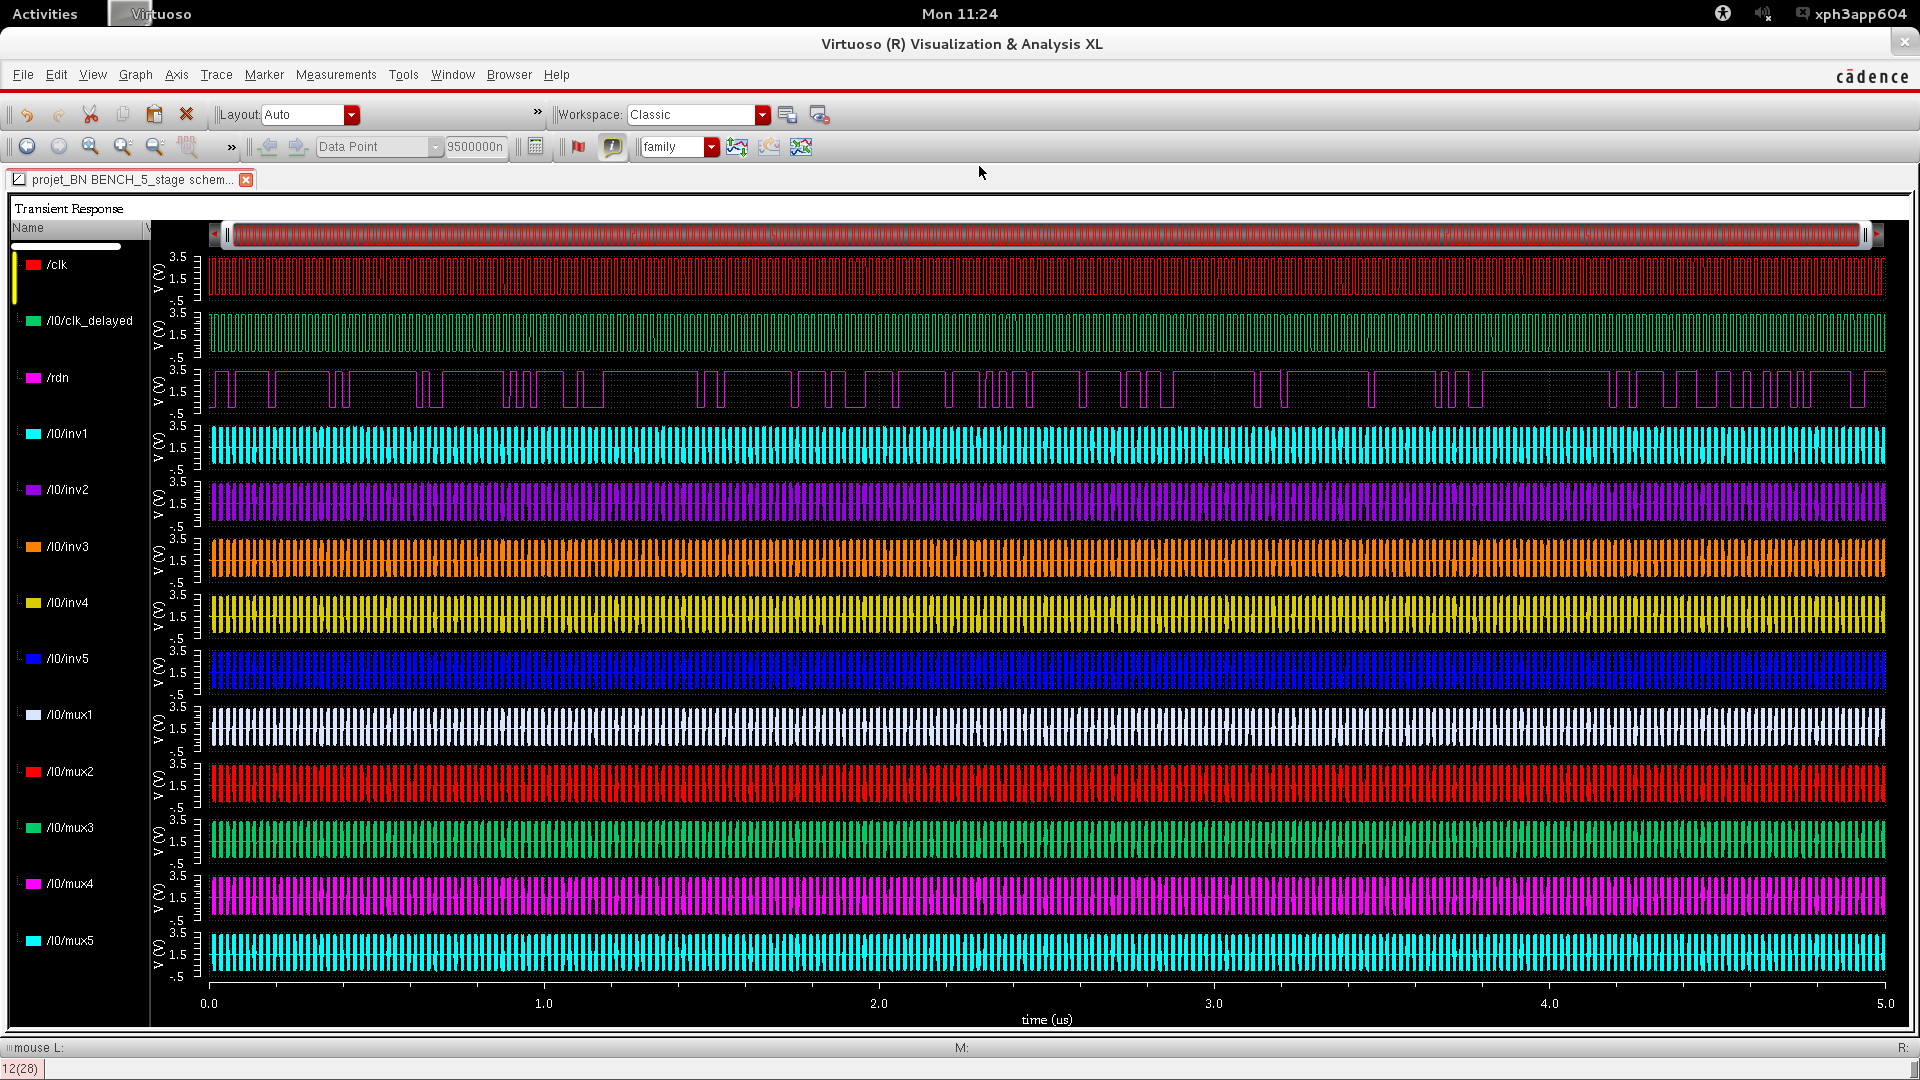 Activities Virtuoso Mon 11:24 xph3app604
Virtuoso (R) Visualization & Analysis XL
File Edit View Graph Axis Trace Marker Measurements Tools Window Browser Help cādence
Layout: Auto » Workspace: Classic
» Data Point 9500000n family
projet_BN BENCH_5_stage schem...
Transient Response
Name V
/clk V (V) 3.5 1.5 -.5
/I0/clk_delayed V (V) 3.5 1.5 -.5
/rdn V (V) 3.5 1.5 -.5
/I0/inv1 V (V) 3.5 1.5 -.5
/I0/inv2 V (V) 3.5 1.5 -.5
/I0/inv3 V (V) 3.5 1.5 -.5
/I0/inv4 V (V) 3.5 1.5 -.5
/I0/inv5 V (V) 3.5 1.5 -.5
/I0/mux1 V (V) 3.5 1.5 -.5
/I0/mux2 V (V) 3.5 1.5 -.5
/I0/mux3 V (V) 3.5 1.5 -.5
/I0/mux4 V (V) 3.5 1.5 -.5
/I0/mux5 V (V) 3.5 1.5 -.5
0.0 1.0 2.0 3.0 4.0 5.0
time (us)
mouse L: M: R:
12(28)